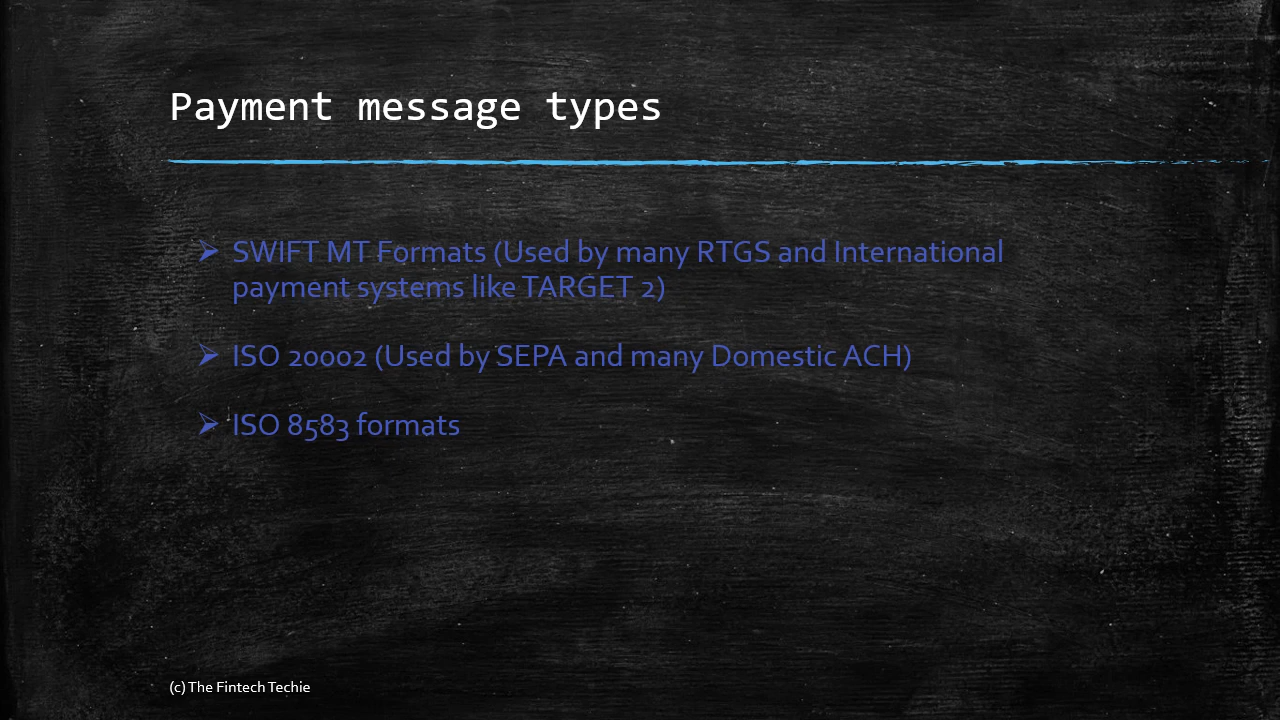 Payment message types
SWIFT MT Formats (Used by many RTGS and International
payment systems like TARGET 2)
ISO 20002 (Used by SEPA and many Domestic ACH)
ISO 8583 formats
(c) The Fintech Techie